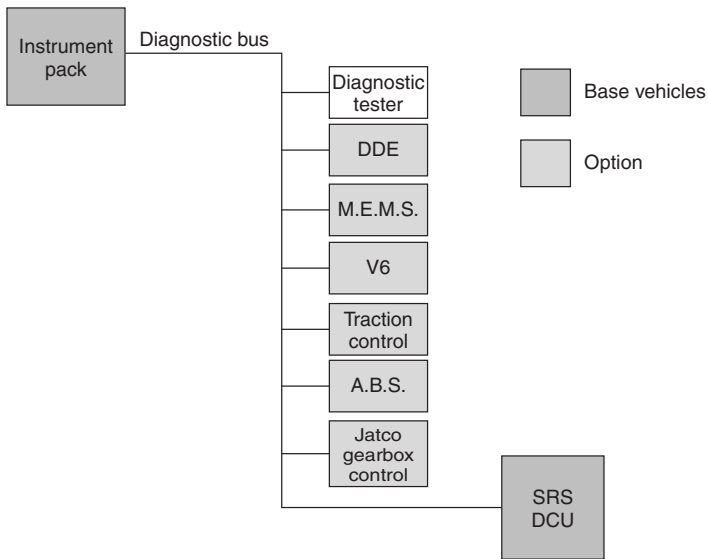 Instrument
pack
Diagnostic bus
Diagnostic
tester
DDE
M.E.M.S.
V6
Traction
control
A.B.S.
Jatco
gearbox
control
SRS
DCU
Base vehicles
Option